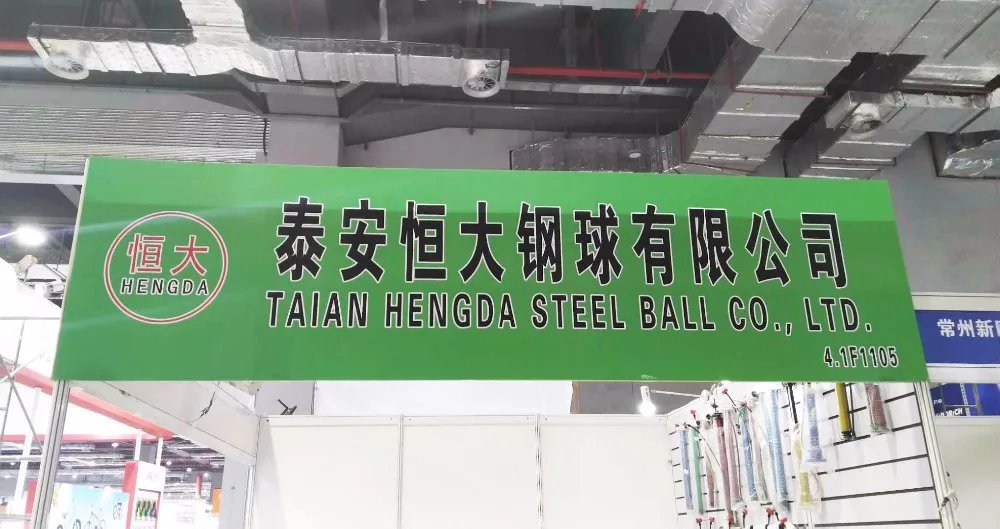 恒大
HENGDA
泰安恒大钢球有限公司
TAIAN HENGDA STEEL BALL CO., LTD.
4.1F1105
常州新